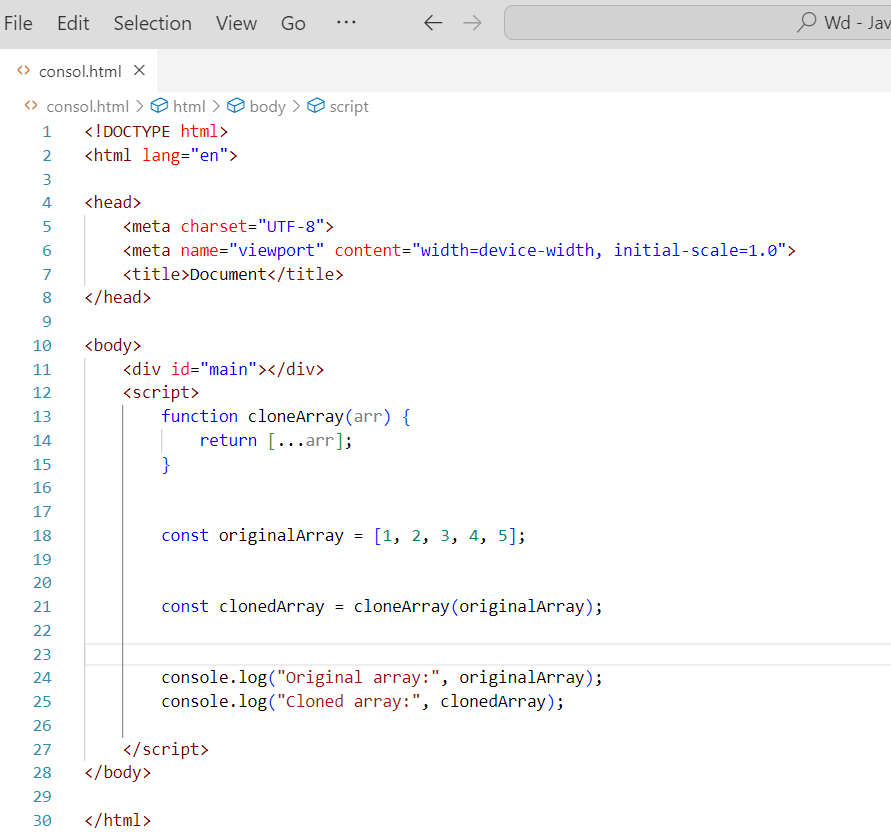 File Edit Selection View Go ··· Wd - Jav
consol.html
consol.html > html > body > script
1 <!DOCTYPE html>
2 <html lang="en">
3
4 <head>
5     <meta charset="UTF-8">
6     <meta name="viewport" content="width=device-width, initial-scale=1.0">
7     <title>Document</title>
8 </head>
9
10 <body>
11     <div id="main"></div>
12     <script>
13         function cloneArray(arr) {
14             return [...arr];
15         }
16
17
18         const originalArray = [1, 2, 3, 4, 5];
19
20
21         const clonedArray = cloneArray(originalArray);
22
23
24         console.log("Original array:", originalArray);
25         console.log("Cloned array:", clonedArray);
26
27     </script>
28 </body>
29
30 </html>